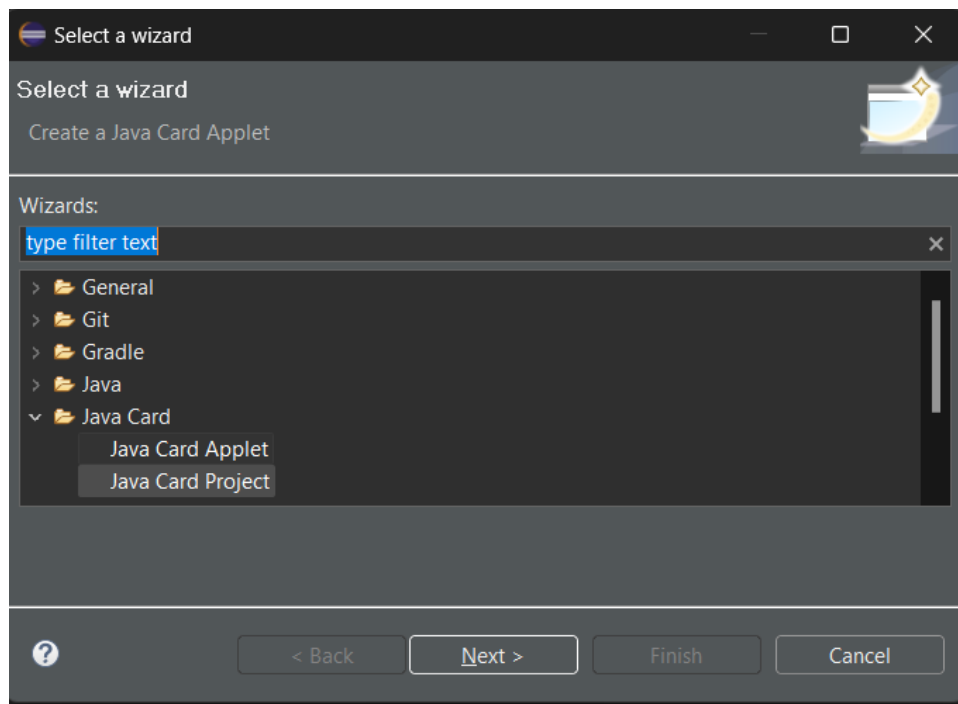 Select a wizard
Select a wizard
Create a Java Card Applet
Wizards:
type filter text
General
Git
Gradle
Java
Java Card
Java Card Applet
Java Card Project
?
< Back Next > Finish Cancel